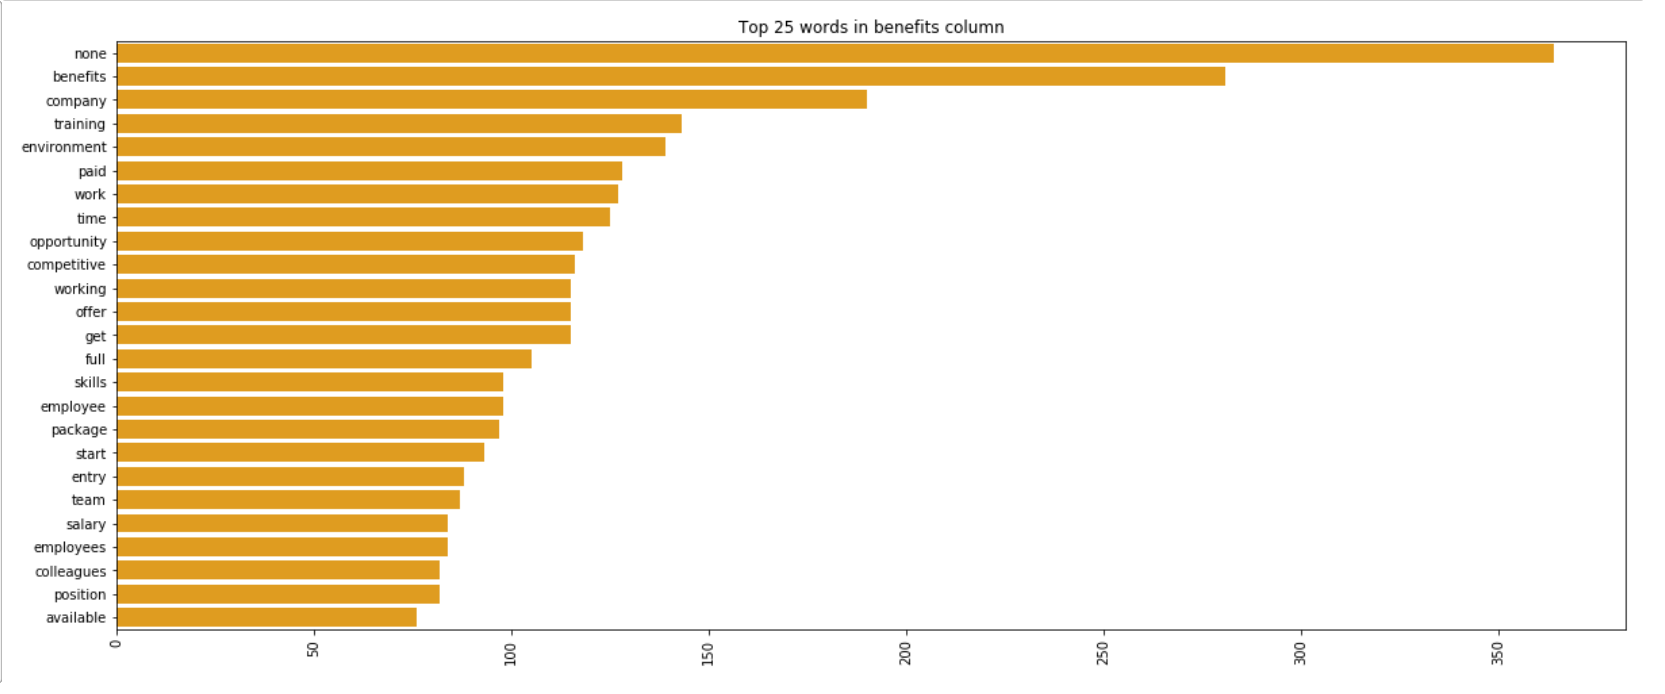 Top 25 words in benefits column
none
benefits
company
training
environment
paid
work
time
opportunity
competitive
working
offer
get
full
skills
employee
package
start
entry
team
salary
employees
colleagues
position
available
0 50 100 150 200 250 300 350